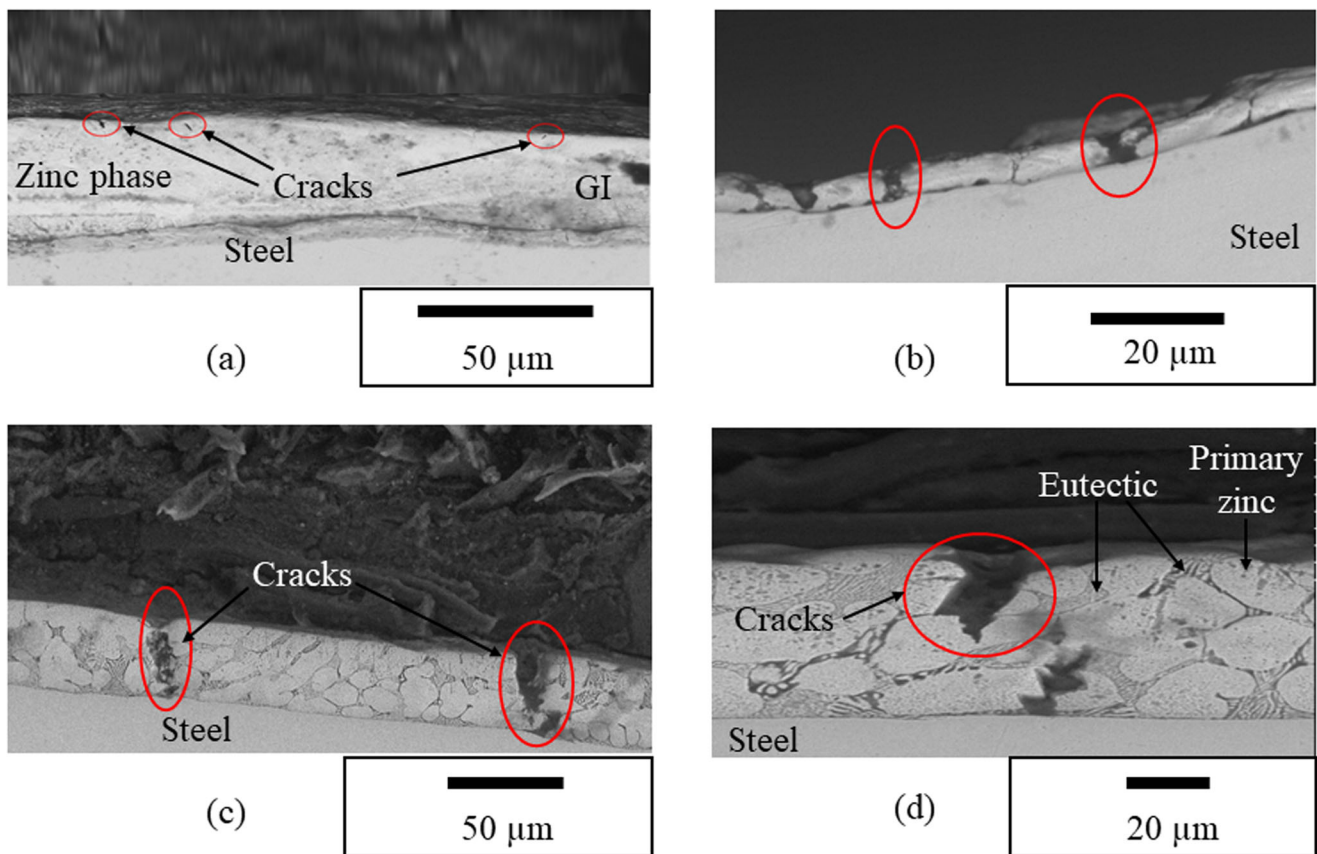 Zinc phase
Cracks
GI
Steel
50 µm
(a)
Steel
20 µm
(b)
Cracks
Steel
50 µm
(c)
Primary
zinc
Eutectic
Cracks
Steel
20 µm
(d)